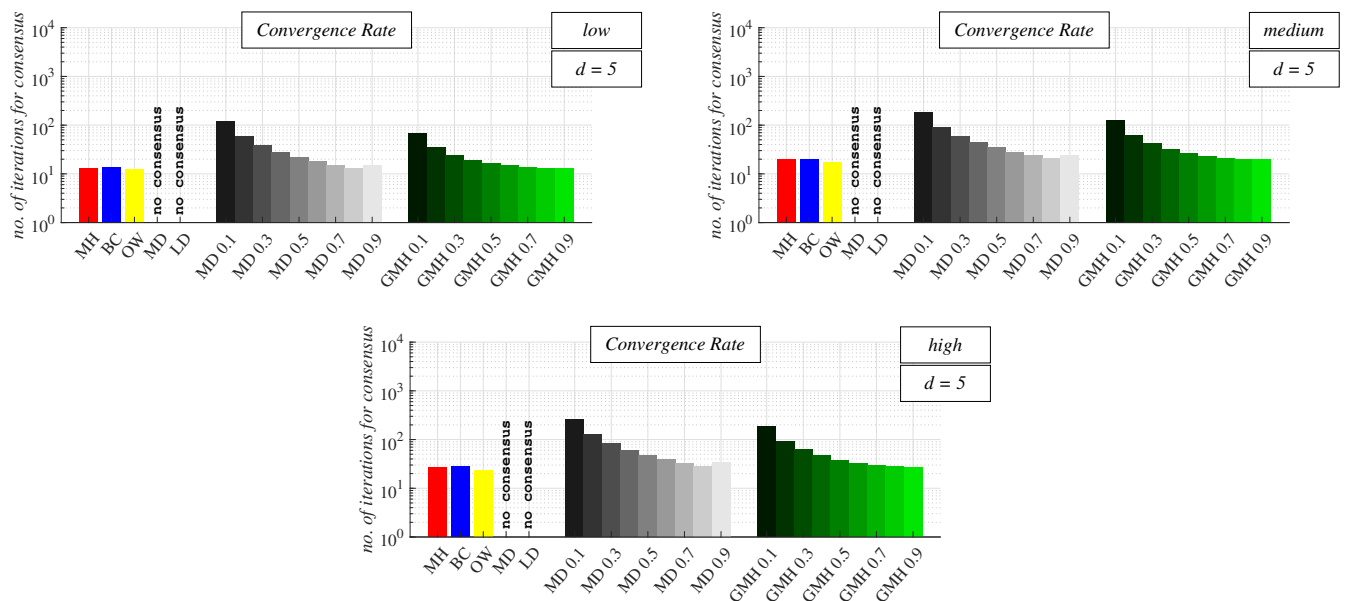 Convergence Rate
low
d = 5
no. of iterations for consensus
10^4
10^3
10^2
10^1
10^0
no consensus
no consensus
MH
BC
OW
MD
LD
MD 0.1
MD 0.3
MD 0.5
MD 0.7
MD 0.9
GMH 0.1
GMH 0.3
GMH 0.5
GMH 0.7
GMH 0.9
Convergence Rate
medium
d = 5
no. of iterations for consensus
10^4
10^3
10^2
10^1
10^0
no consensus
no consensus
MH
BC
OW
MD
LD
MD 0.1
MD 0.3
MD 0.5
MD 0.7
MD 0.9
GMH 0.1
GMH 0.3
GMH 0.5
GMH 0.7
GMH 0.9
Convergence Rate
high
d = 5
no. of iterations for consensus
10^4
10^3
10^2
10^1
10^0
no consensus
no consensus
MH
BC
OW
MD
LD
MD 0.1
MD 0.3
MD 0.5
MD 0.7
MD 0.9
GMH 0.1
GMH 0.3
GMH 0.5
GMH 0.7
GMH 0.9